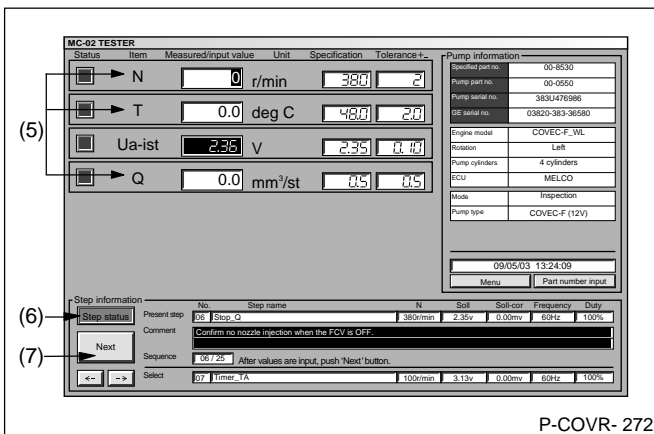 MC-02 TESTER
Status Item Measured/input value Unit Specification Tolerance+-
N 0 r/min 380 2
T 0.0 deg C 48.0 2.0
Ua-ist 2.36 V 2.35 0.10
Q 0.0 mm³/st 0.5 0.5
(5)
Pump information
Specified part no. 00-8530
Pump part no. 00-0550
Pump serial no. 383U476986
GE serial no. 03820-383-36580
Engine model COVEC-F_WL
Rotation Left
Pump cylinders 4 cylinders
ECU MELCO
Mode Inspection
Pump type COVEC-F (12V)
09/05/03 13:24:09
Menu Part number input
Step information
No. Step name N Soll Soll-cor Frequency Duty
(6) Step status Present step 06 Stop_Q 380r/min 2.35v 0.00mv 60Hz 100%
Comment Confirm no nozzle injection when the FCV is OFF.
(7) Next
Sequence 06 / 25 After values are input, push 'Next' button.
<- -> Select 07 Timer_TA 100r/min 3.13v 0.00mv 60Hz 100%
P-COVR- 272